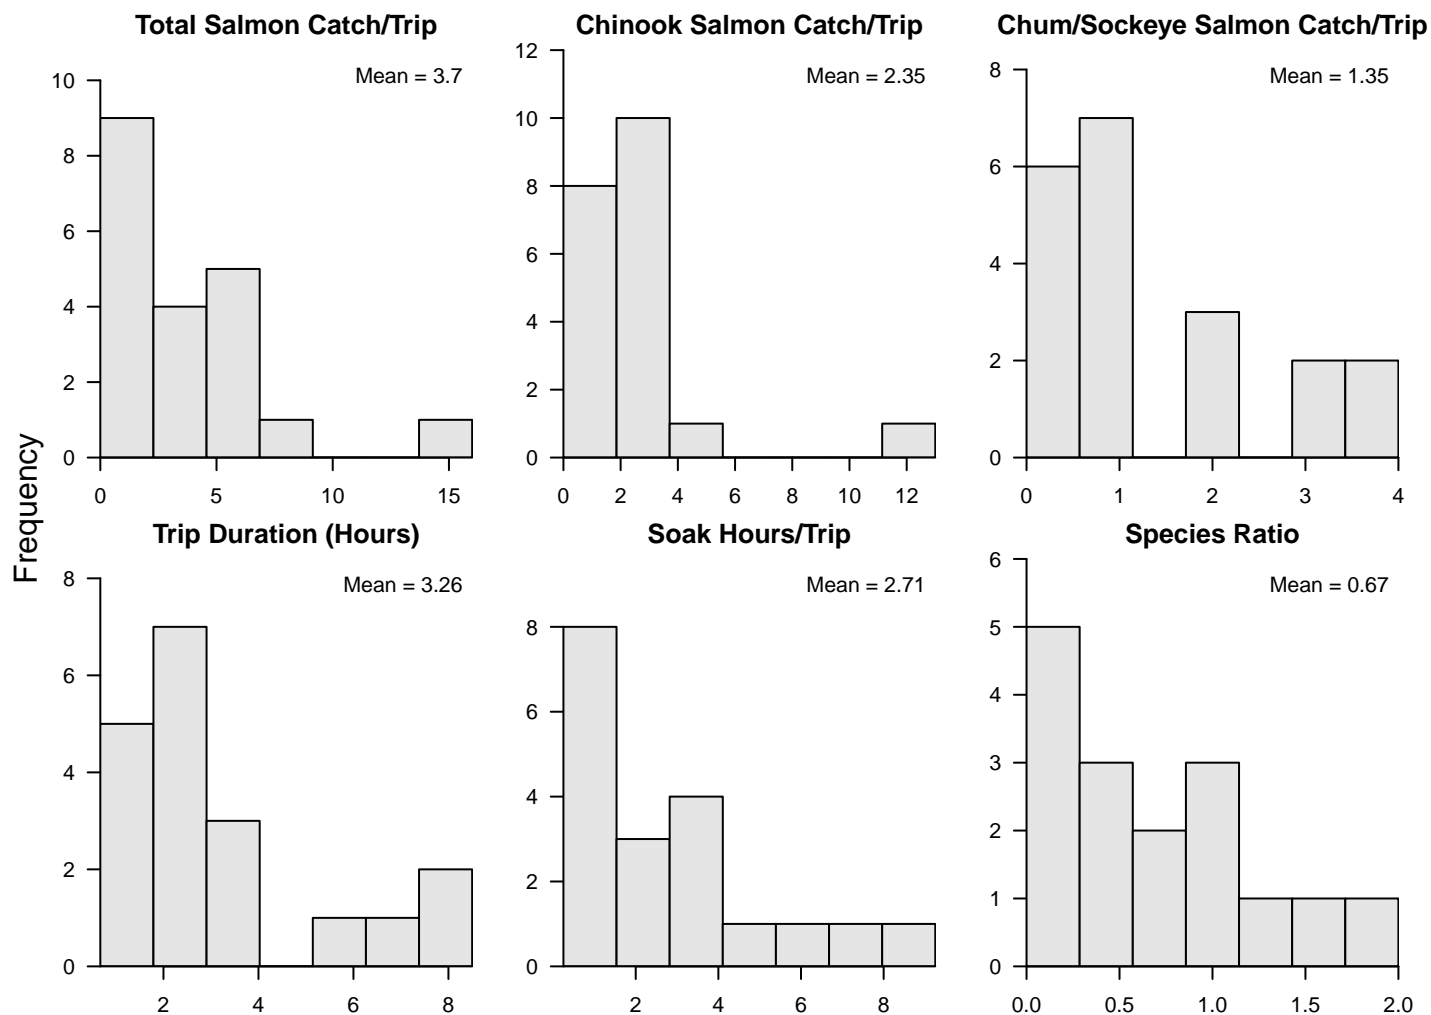 Total Salmon Catch/Trip
Mean = 3.7
10
8
6
4
2
0
0 5 10 15
Chinook Salmon Catch/Trip
Mean = 2.35
12
10
8
6
4
2
0
0 2 4 6 8 10 12
Chum/Sockeye Salmon Catch/Trip
Mean = 1.35
8
6
4
2
0
0 1 2 3 4
Frequency
Trip Duration (Hours)
Mean = 3.26
8
6
4
2
0
2 4 6 8
Soak Hours/Trip
Mean = 2.71
8
6
4
2
0
2 4 6 8
Species Ratio
Mean = 0.67
6
5
4
3
2
1
0
0.0 0.5 1.0 1.5 2.0